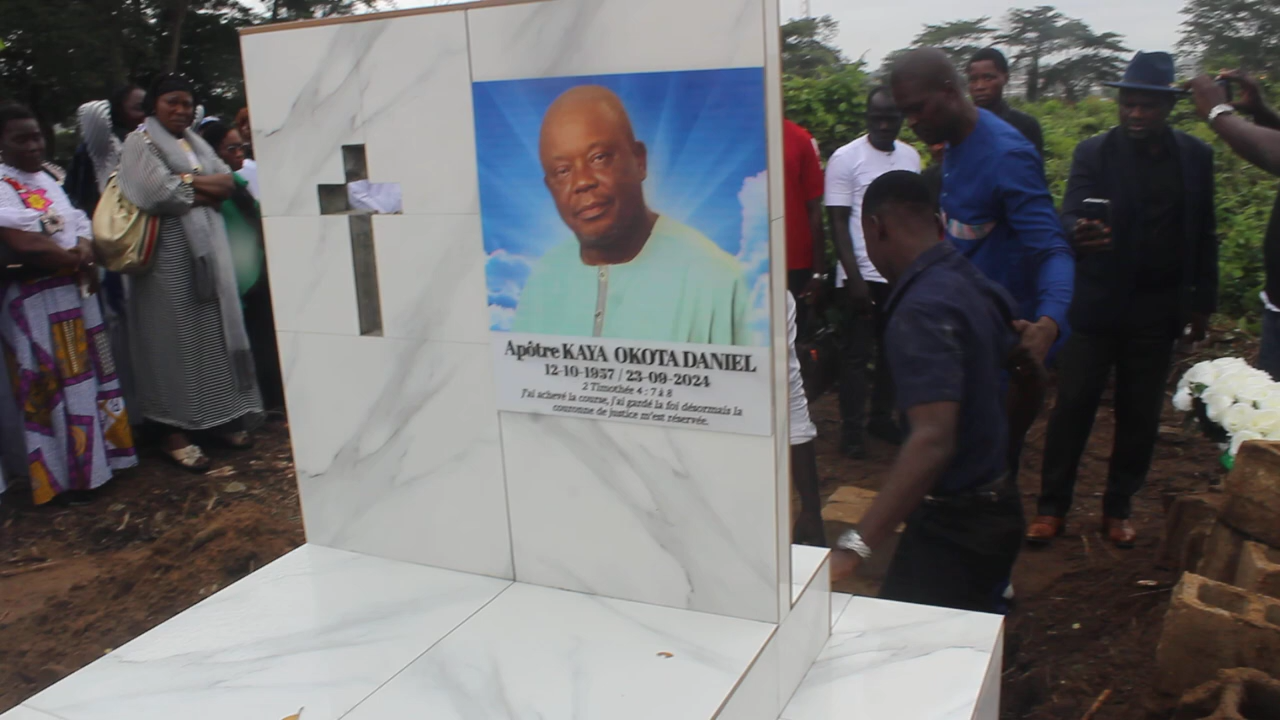 Apôtre KAYA OKOTA DANIEL
12-10-1957 / 23-09-2024
2 Timothée 4 : 7 à 8
J'ai achevé la course, j'ai gardé la foi désormais la
couronne de justice m'est réservée.